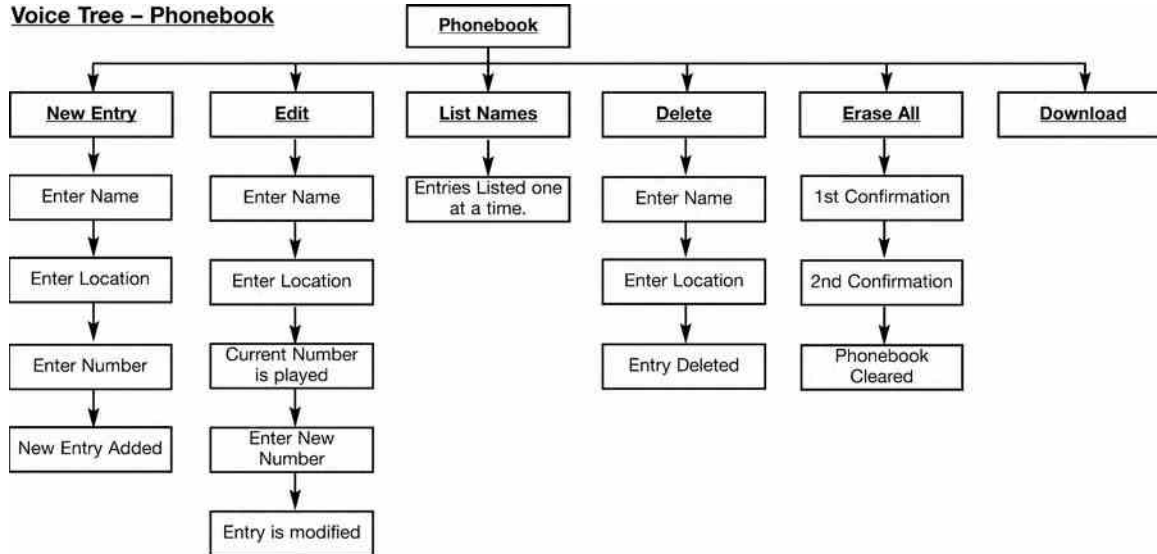 Voice Tree – Phonebook
Phonebook
New Entry
Edit
List Names
Delete
Erase All
Download
Enter Name
Enter Name
Entries Listed one
at a time.
Enter Name
1st Confirmation
Enter Location
Enter Location
Enter Location
2nd Confirmation
Enter Number
Current Number
is played
Entry Deleted
Phonebook
Cleared
New Entry Added
Enter New
Number
Entry is modified